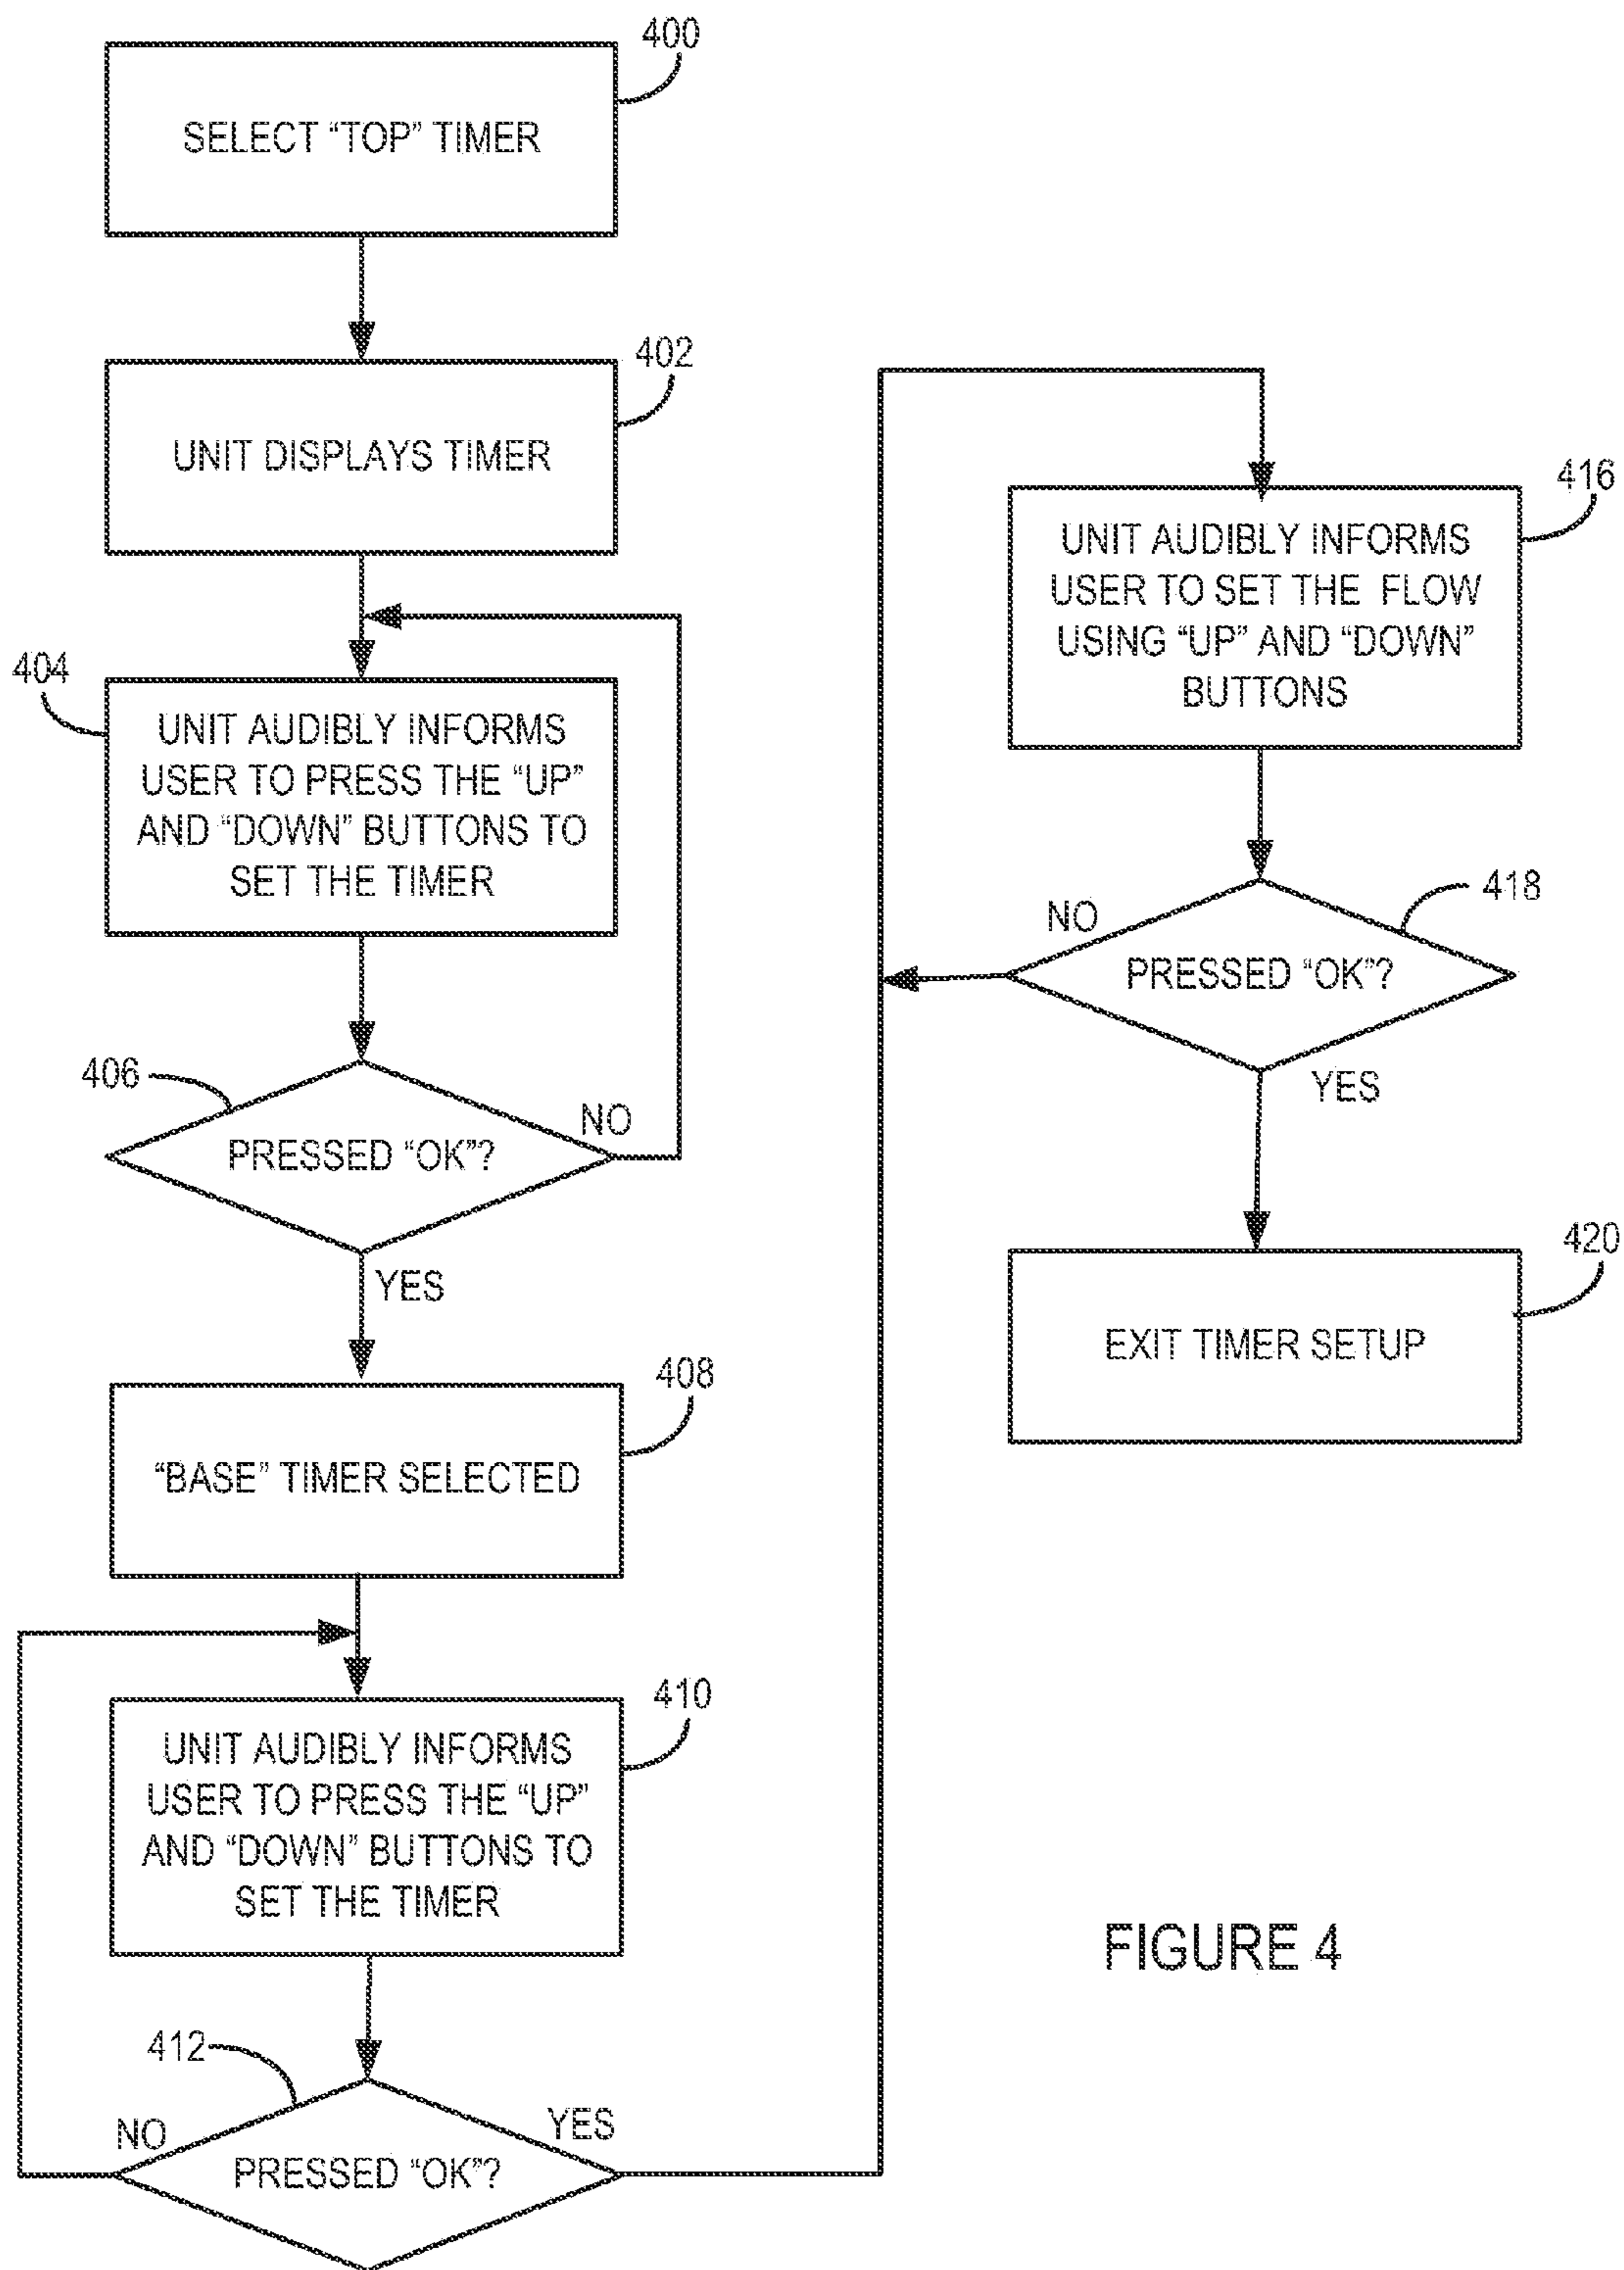 400
SELECT “TOP” TIMER
402
UNIT DISPLAYS TIMER
404
UNIT AUDIBLY INFORMS
USER TO PRESS THE “UP”
AND “DOWN” BUTTONS TO
SET THE TIMER
406
NO
PRESSED “OK”?
YES
408
“BASE” TIMER SELECTED
410
UNIT AUDIBLY INFORMS
USER TO PRESS THE “UP”
AND “DOWN” BUTTONS TO
SET THE TIMER
412
NO
YES
PRESSED “OK”?
416
UNIT AUDIBLY INFORMS
USER TO SET THE FLOW
USING “UP” AND “DOWN”
BUTTONS
418
NO
PRESSED “OK”?
YES
420
EXIT TIMER SETUP
FIGURE 4